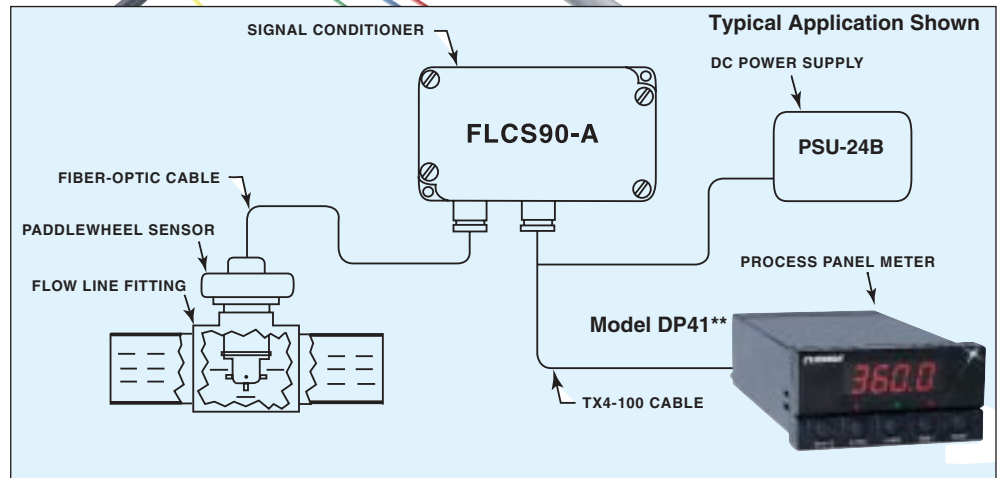 Typical Application Shown
SIGNAL CONDITIONER
DC POWER SUPPLY
FLCS90-A
PSU-24B
FIBER-OPTIC CABLE
PADDLEWHEEL SENSOR
FLOW LINE FITTING
PROCESS PANEL METER
Model DP41**
360.0
TX4-100 CABLE